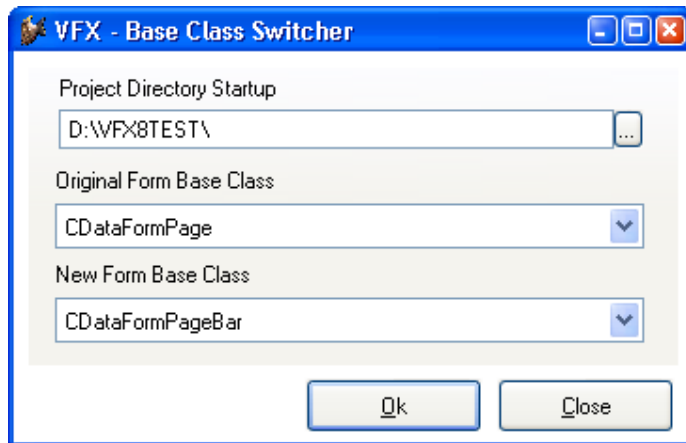 VFX - Base Class Switcher
Project Directory Startup
D:\VFX8TEST\
...
Original Form Base Class
CDataFormPage
New Form Base Class
CDataFormPageBar
Ok Close